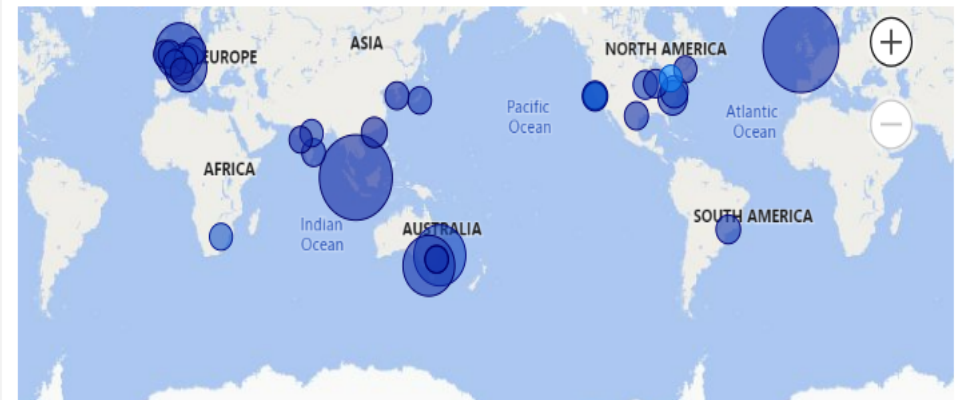 ASIA
EUROPE
NORTH AMERICA
Pacific
Ocean
Atlantic
Ocean
AFRICA
SOUTH AMERICA
Indian
Ocean
AUSTRALIA